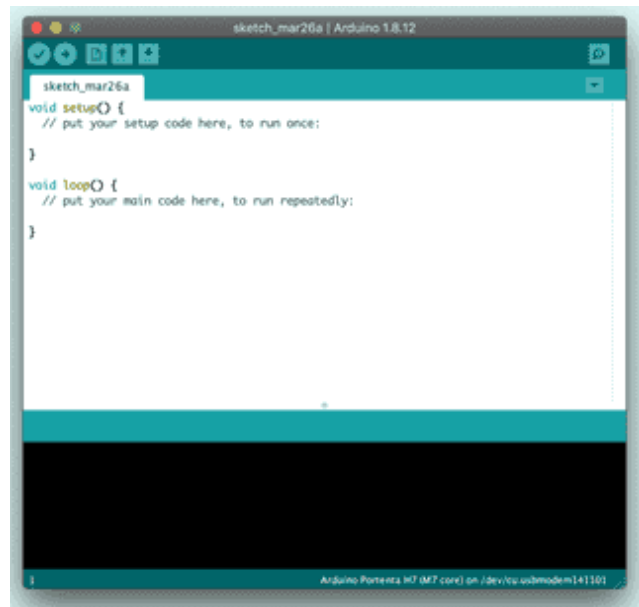 sketch_mar26a | Arduino 1.8.12
sketch_mar26a
void setup() {
// put your setup code here, to run once:
}
void loop() {
// put your main code here, to run repeatedly:
}
3 Arduino Portenta H7 (M7 core) on /dev/cu.usbmodem141101